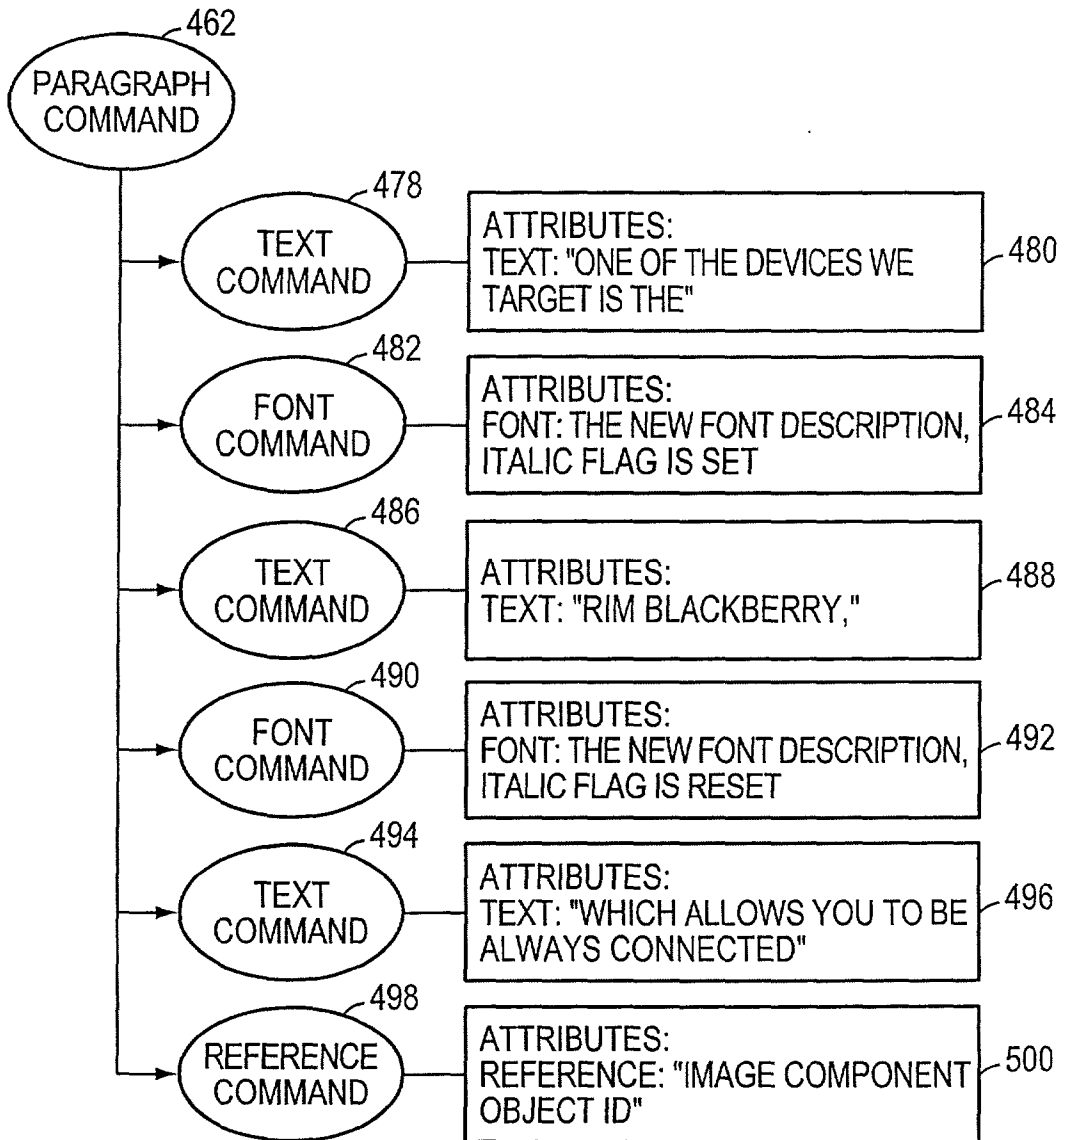 462
PARAGRAPH
COMMAND
478
TEXT
COMMAND
ATTRIBUTES:
TEXT: "ONE OF THE DEVICES WE
TARGET IS THE"
480
482
FONT
COMMAND
ATTRIBUTES:
FONT: THE NEW FONT DESCRIPTION,
ITALIC FLAG IS SET
484
486
TEXT
COMMAND
ATTRIBUTES:
TEXT: "RIM BLACKBERRY,"
488
490
FONT
COMMAND
ATTRIBUTES:
FONT: THE NEW FONT DESCRIPTION,
ITALIC FLAG IS RESET
492
494
TEXT
COMMAND
ATTRIBUTES:
TEXT: "WHICH ALLOWS YOU TO BE
ALWAYS CONNECTED"
496
498
REFERENCE
COMMAND
ATTRIBUTES:
REFERENCE: "IMAGE COMPONENT
OBJECT ID"
500